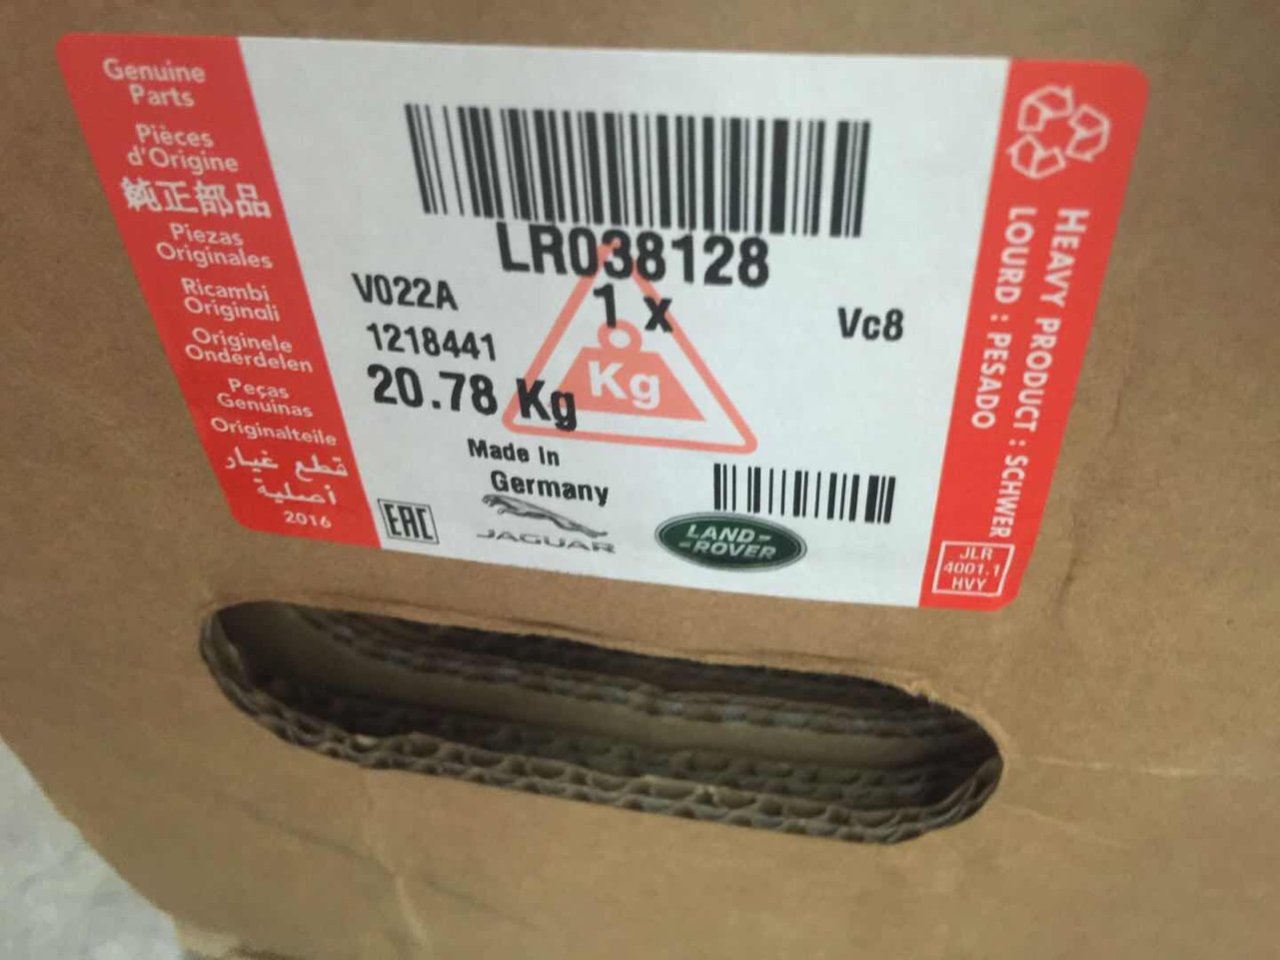 Genuine
Parts
Pièces
d'Origine
純正部品
Piezas
Originales
Ricambi
Originali
Originele
Onderdelen
Peças
Genuinas
Originalteile
قطع غيار
أصلية
2016
LR038128
1 x
V022A
Vc8
1218441
20.78 Kg
Kg
Made in
Germany
EAC
JAGUAR
LAND-
-ROVER
HEAVY PRODUCT : SCHWER
LOURD : PESADO
JLR
4001.1
HVY